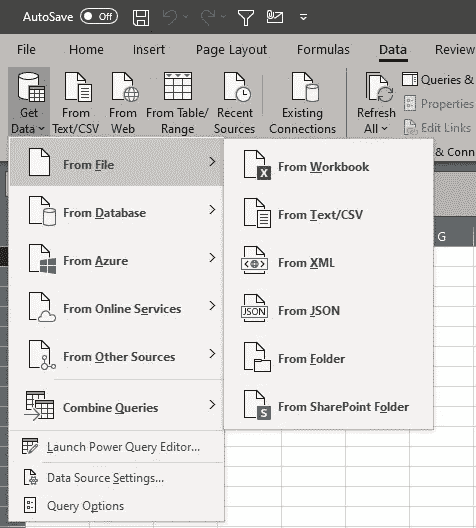 AutoSave Off
File Home Insert Page Layout Formulas Data Review
Get Data
From Text/CSV
From Web
From Table/ Range
Recent Sources
Existing Connections
Refresh All
Queries &
Properties
Edit Links
& Conn
From File
From Database
From Azure
From Online Services
From Other Sources
Combine Queries
Launch Power Query Editor...
Data Source Settings...
Query Options
X
From Workbook
From Text/CSV
From XML
JSON
From JSON
From Folder
S
From SharePoint Folder
G